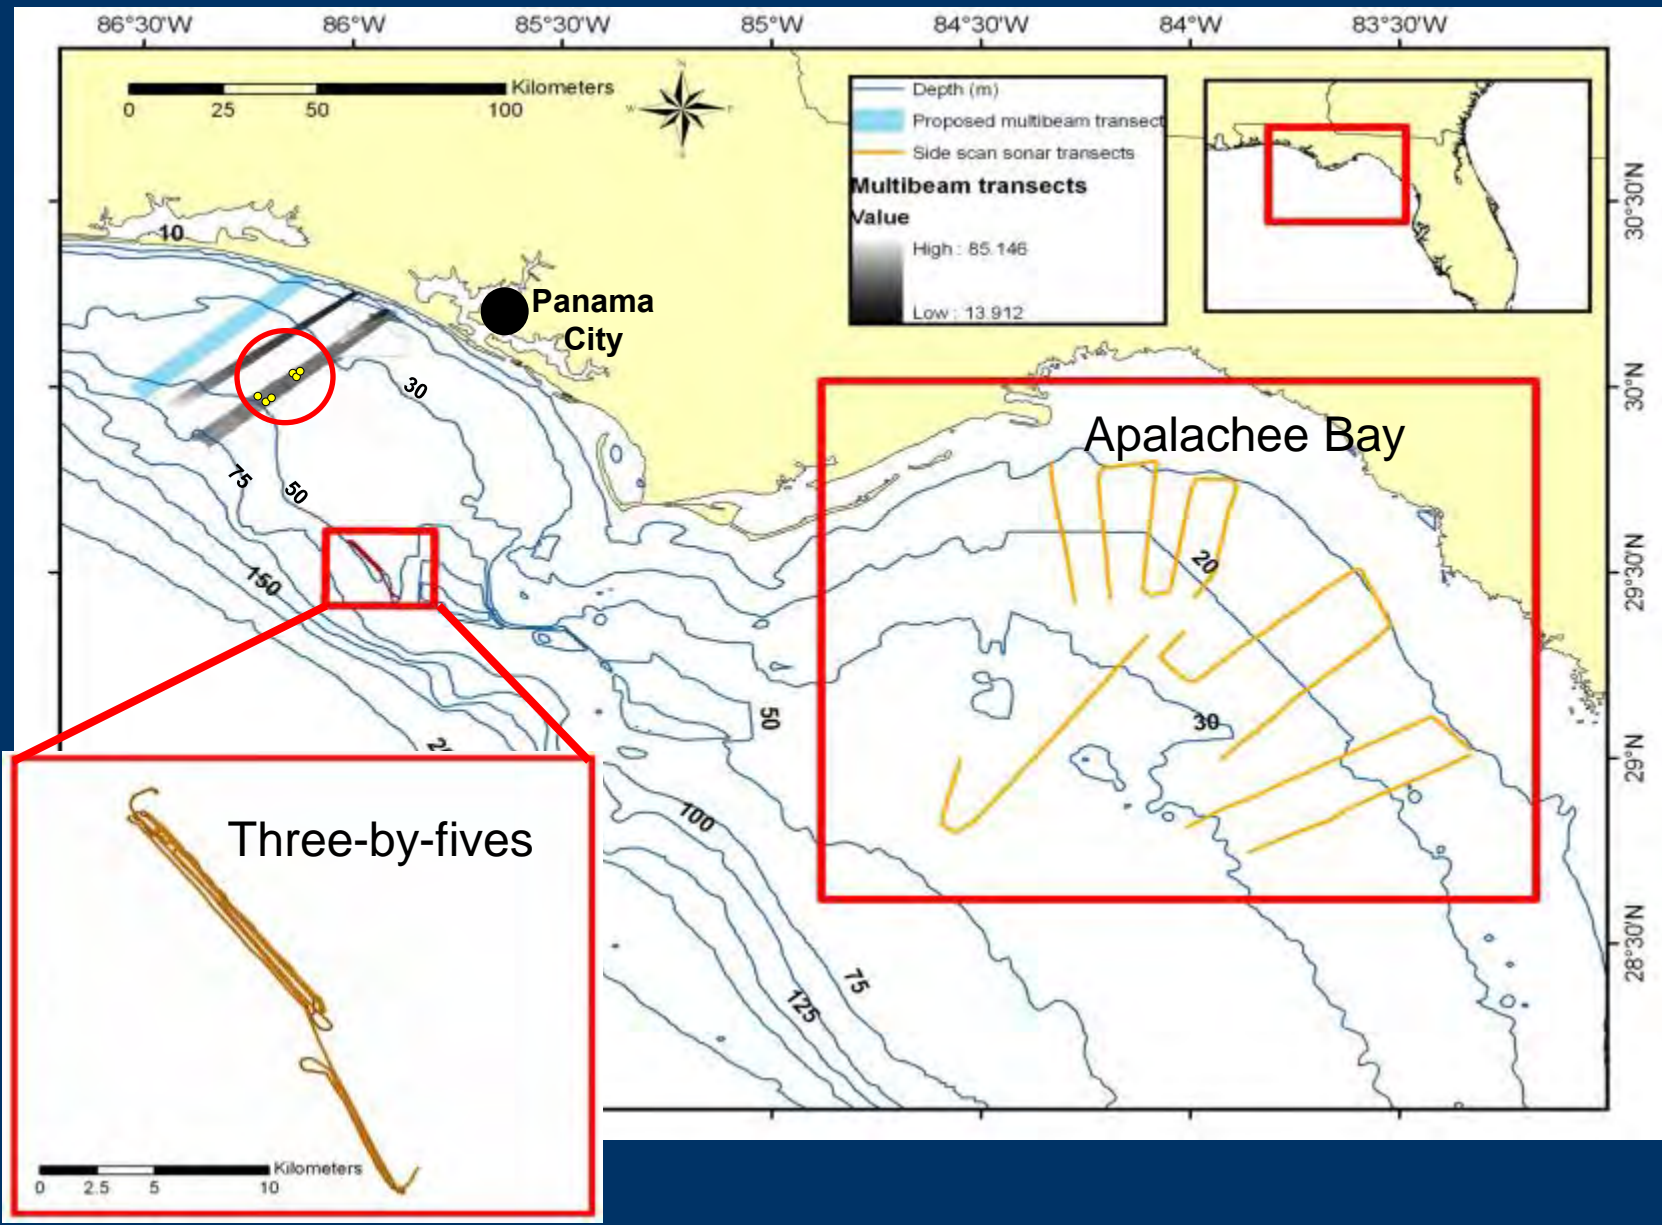 86°30'W 86°W 85°30'W 85°W 84°30'W 84°W 83°30'W
Kilometers
0 25 50 100
N
W
Depth (m)
Proposed multibeam transect
Side scan sonar transects
Multibeam transects
Value
High : 85.146
Low : 13.912
30°30'N
30°N
29°30'N
29°N
28°30'N
10
Panama
City
30
75
50
150
Apalachee Bay
20
30
50
100
75
125
Three-by-fives
Kilometers
0 2.5 5 10